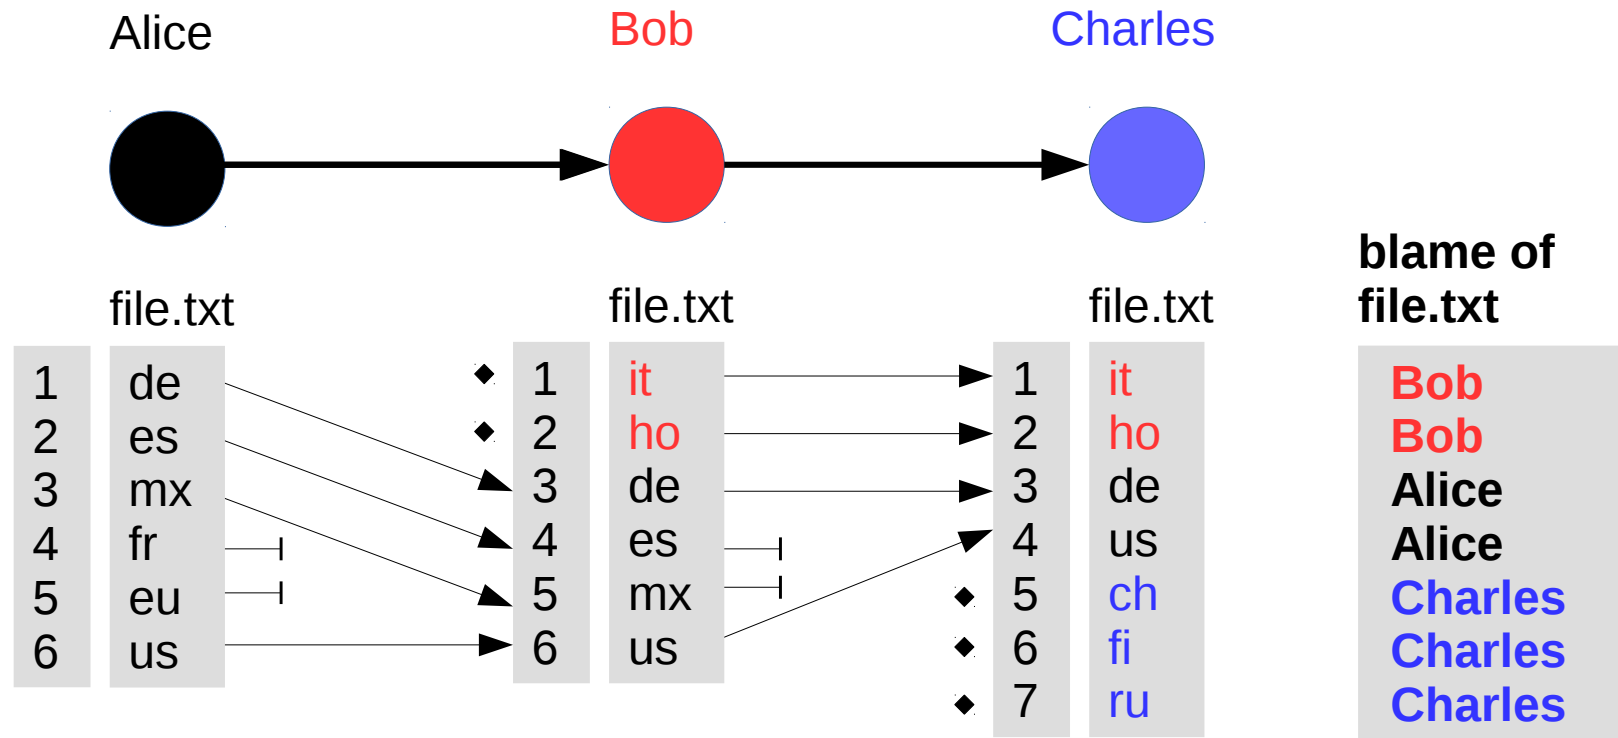 Alice Bob Charles
blame of
file.txt file.txt file.txt file.txt
1 de 1 it 1 it Bob
2 es 2 ho 2 ho Bob
3 mx 3 de 3 de Alice
4 fr 4 es 4 us Alice
5 eu 5 mx 5 ch Charles
6 us 6 us 6 fi Charles
7 ru Charles